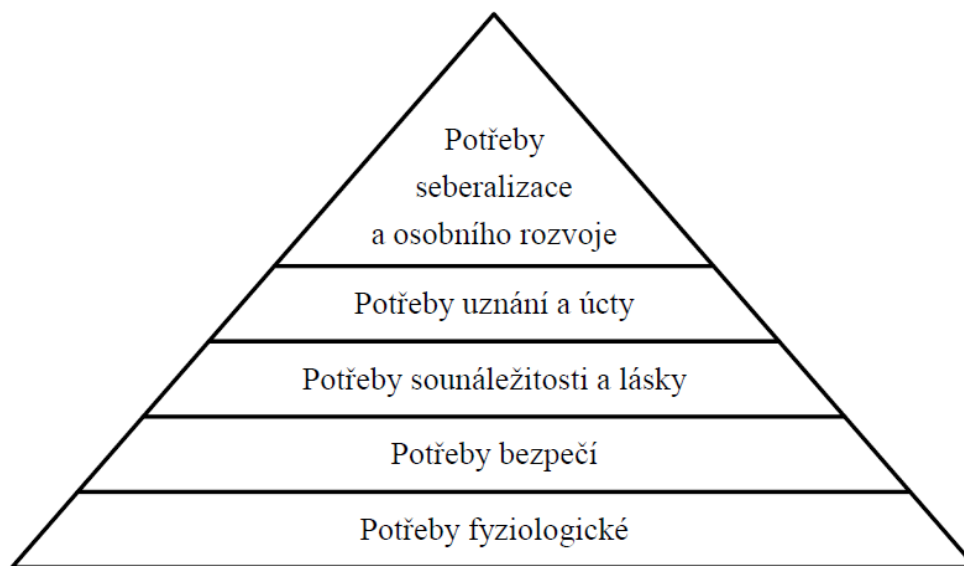 Potřeby
seberalizace
a osobního rozvoje
Potřeby uznání a úcty
Potřeby sounáležitosti a lásky
Potřeby bezpečí
Potřeby fyziologické